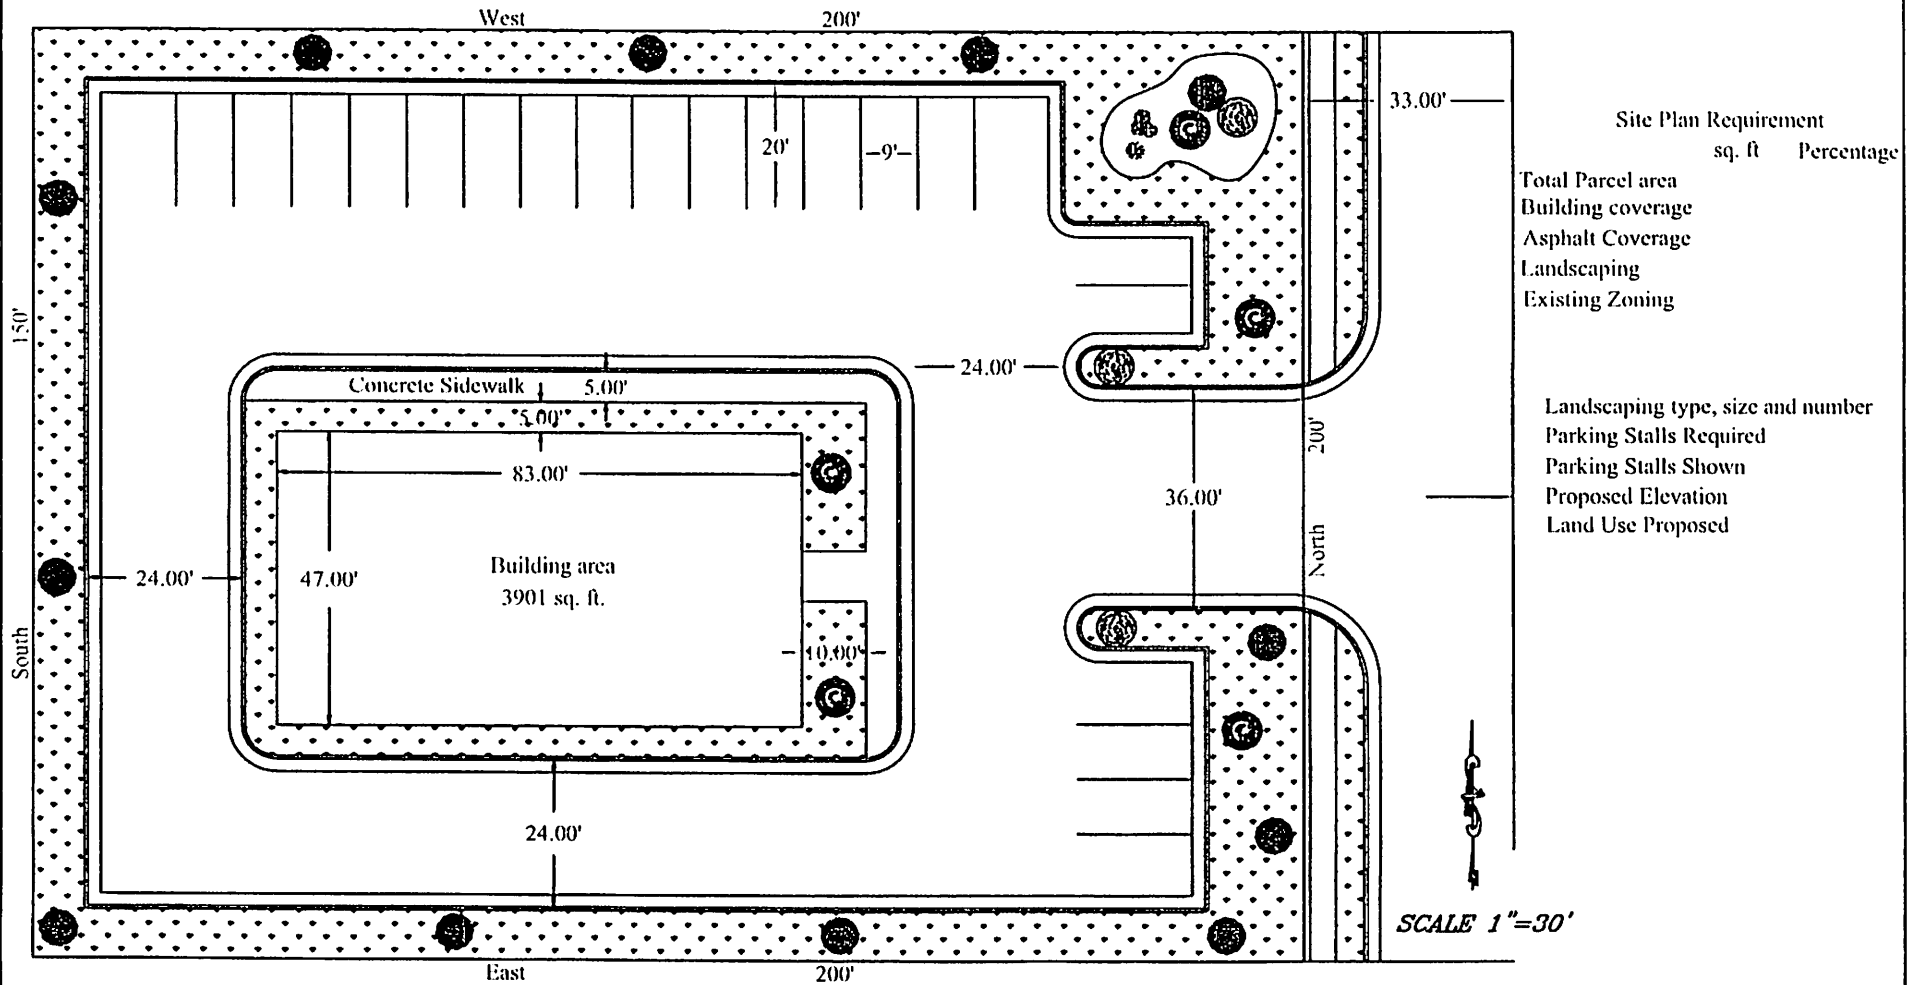 West 200'
33.00'
Site Plan Requirement
sq. ft Percentage
Total Parcel area
Building coverage
Asphalt Coverage
Landscaping
Existing Zoning
20'
9'
150'
South
24.00'
Concrete Sidewalk 5.00'
5.00'
83.00'
47.00'
Building area
3901 sq. ft.
10.00'
24.00'
36.00'
200'
North
24.00'
Landscaping type, size and number
Parking Stalls Required
Parking Stalls Shown
Proposed Elevation
Land Use Proposed
C
C
C
C
C
SCALE 1"=30'
East 200'